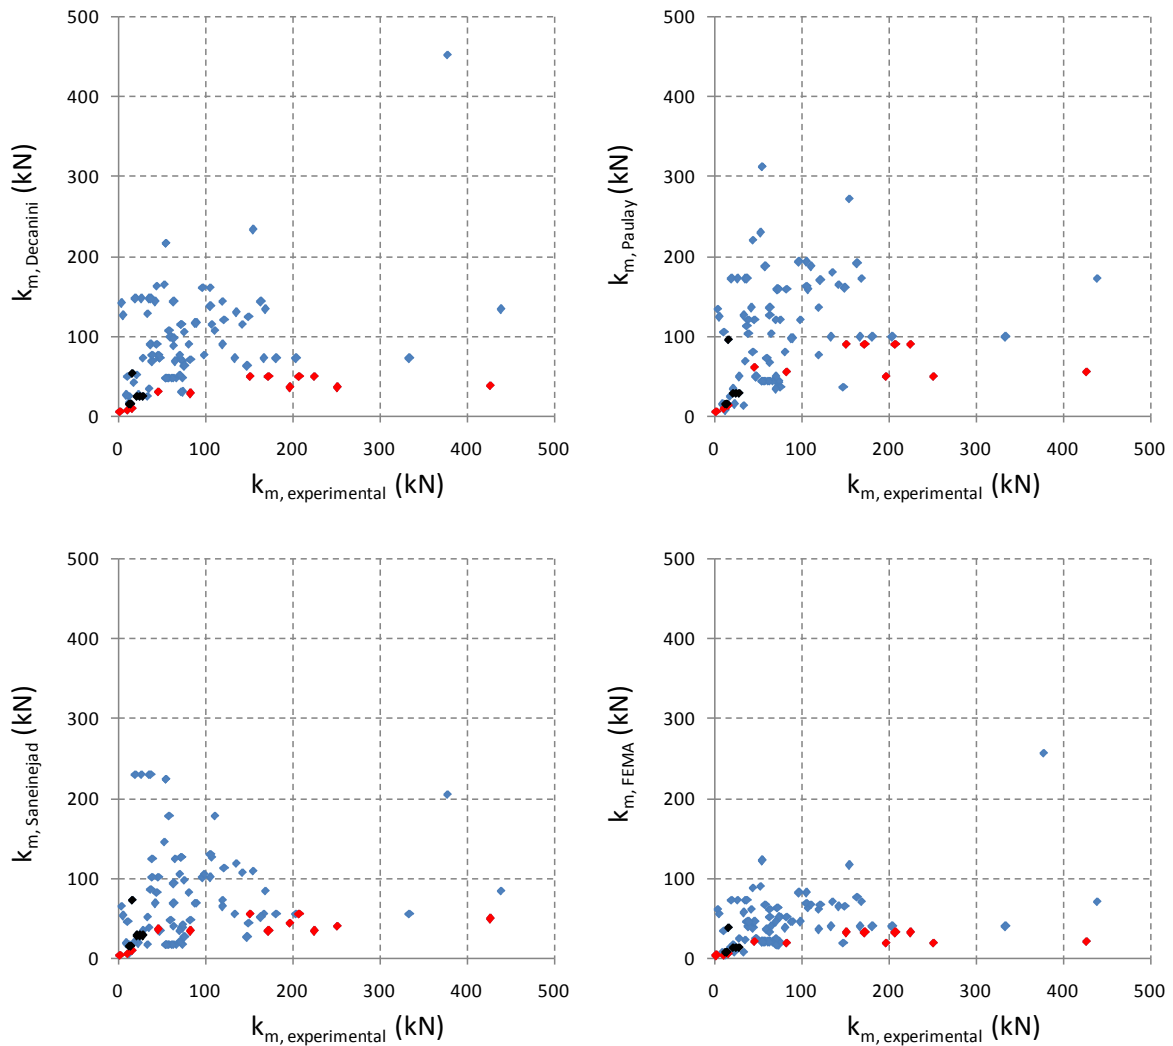 500
400
300
200
100
0
k_m, Decanini (kN)
0 100 200 300 400 500
k_m, experimental (kN)
500
400
300
200
100
0
k_m, Paulay (kN)
0 100 200 300 400 500
k_m, experimental (kN)
500
400
300
200
100
0
k_m, Saneinejad (kN)
0 100 200 300 400 500
k_m, experimental (kN)
500
400
300
200
100
0
k_m, FEMA (kN)
0 100 200 300 400 500
k_m, experimental (kN)